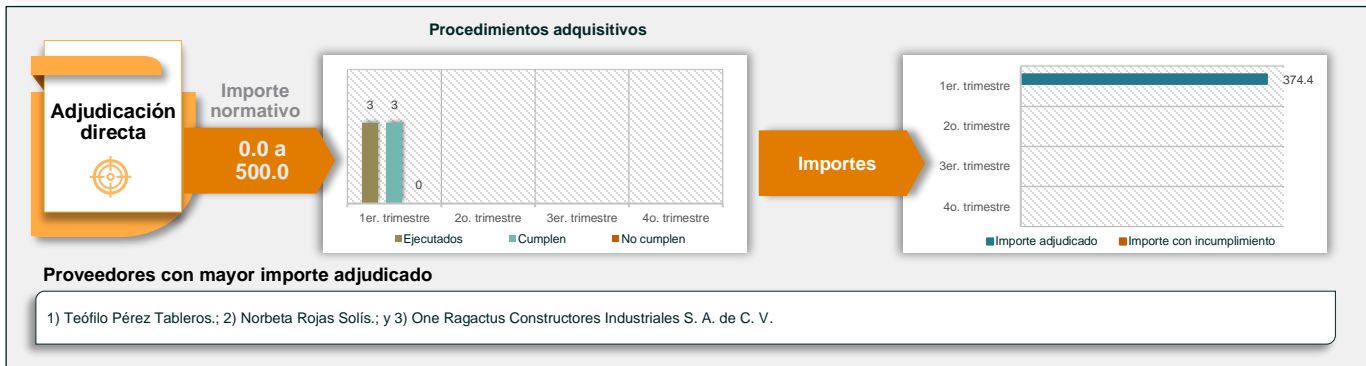 Procedimientos adquisitivos
Adjudicación
directa
Importe
normativo
0.0 a
500.0
3 3
0
1er. trimestre 2o. trimestre 3er. trimestre 4o. trimestre
Ejecutados Cumplen No cumplen
Importes
1er. trimestre
374.4
2o. trimestre
3er. trimestre
4o. trimestre
Importe adjudicado Importe con incumplimiento
Proveedores con mayor importe adjudicado
1) Teófilo Pérez Tableros.; 2) Norbeta Rojas Solís.; y 3) One Ragactus Constructores Industriales S. A. de C. V.